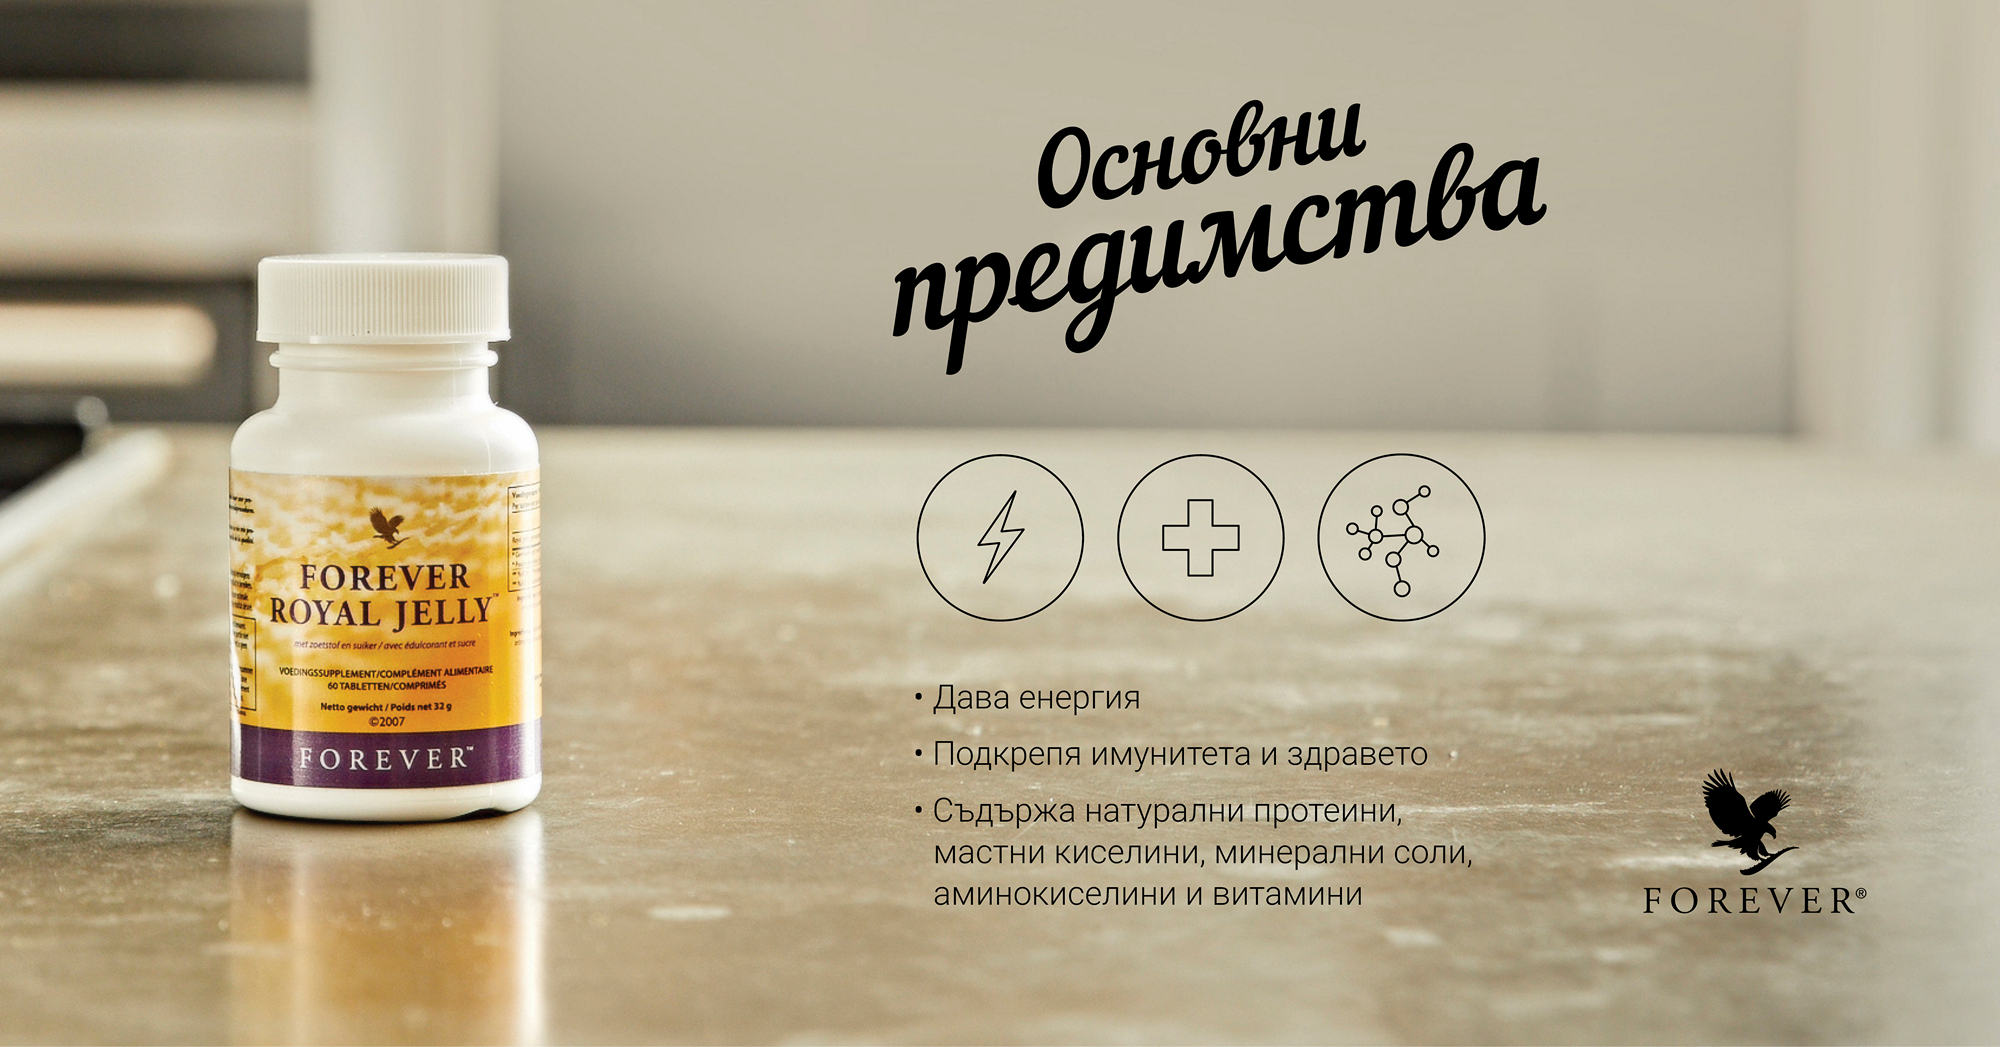 Основни
предимства
FOREVER
ROYAL JELLY™
met zoetstof en suiker / avec édulcorant et sucre
VOEDINGSSUPPLEMENT/COMPLÉMENT ALIMENTAIRE
60 TABLETTEN/COMPRIMÉS
Netto gewicht / Poids net 32 g
©2007
FOREVER™
• Дава енергия
• Подкрепя имунитета и здравето
• Съдържа натурални протеини,
мастни киселини, минерални соли,
аминокиселини и витамини
FOREVER®